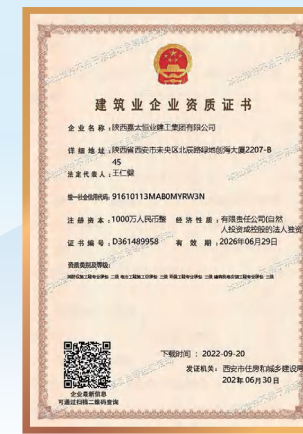 建筑业企业资质证书
企业名称:陕西嘉太恒业建工集团有限公司
详细地址:陕西省西安市未央区北辰路绿地创海大厦2207-B
45
法定代表人:王仁健
统一社会信用代码:91610113MAB0MYRW3N
注册资本:1000万人民币整 经济性质:有限责任公司(自然
人投资或控股的法人独资
证书编号:D361489958 有效期:2026年06月29日
资质类别及等级:
下载时间:2022-09-20
发证机关:西安市住房和城乡建设局
2021年06月30日
企业最新信息
可通过扫描二维码查询